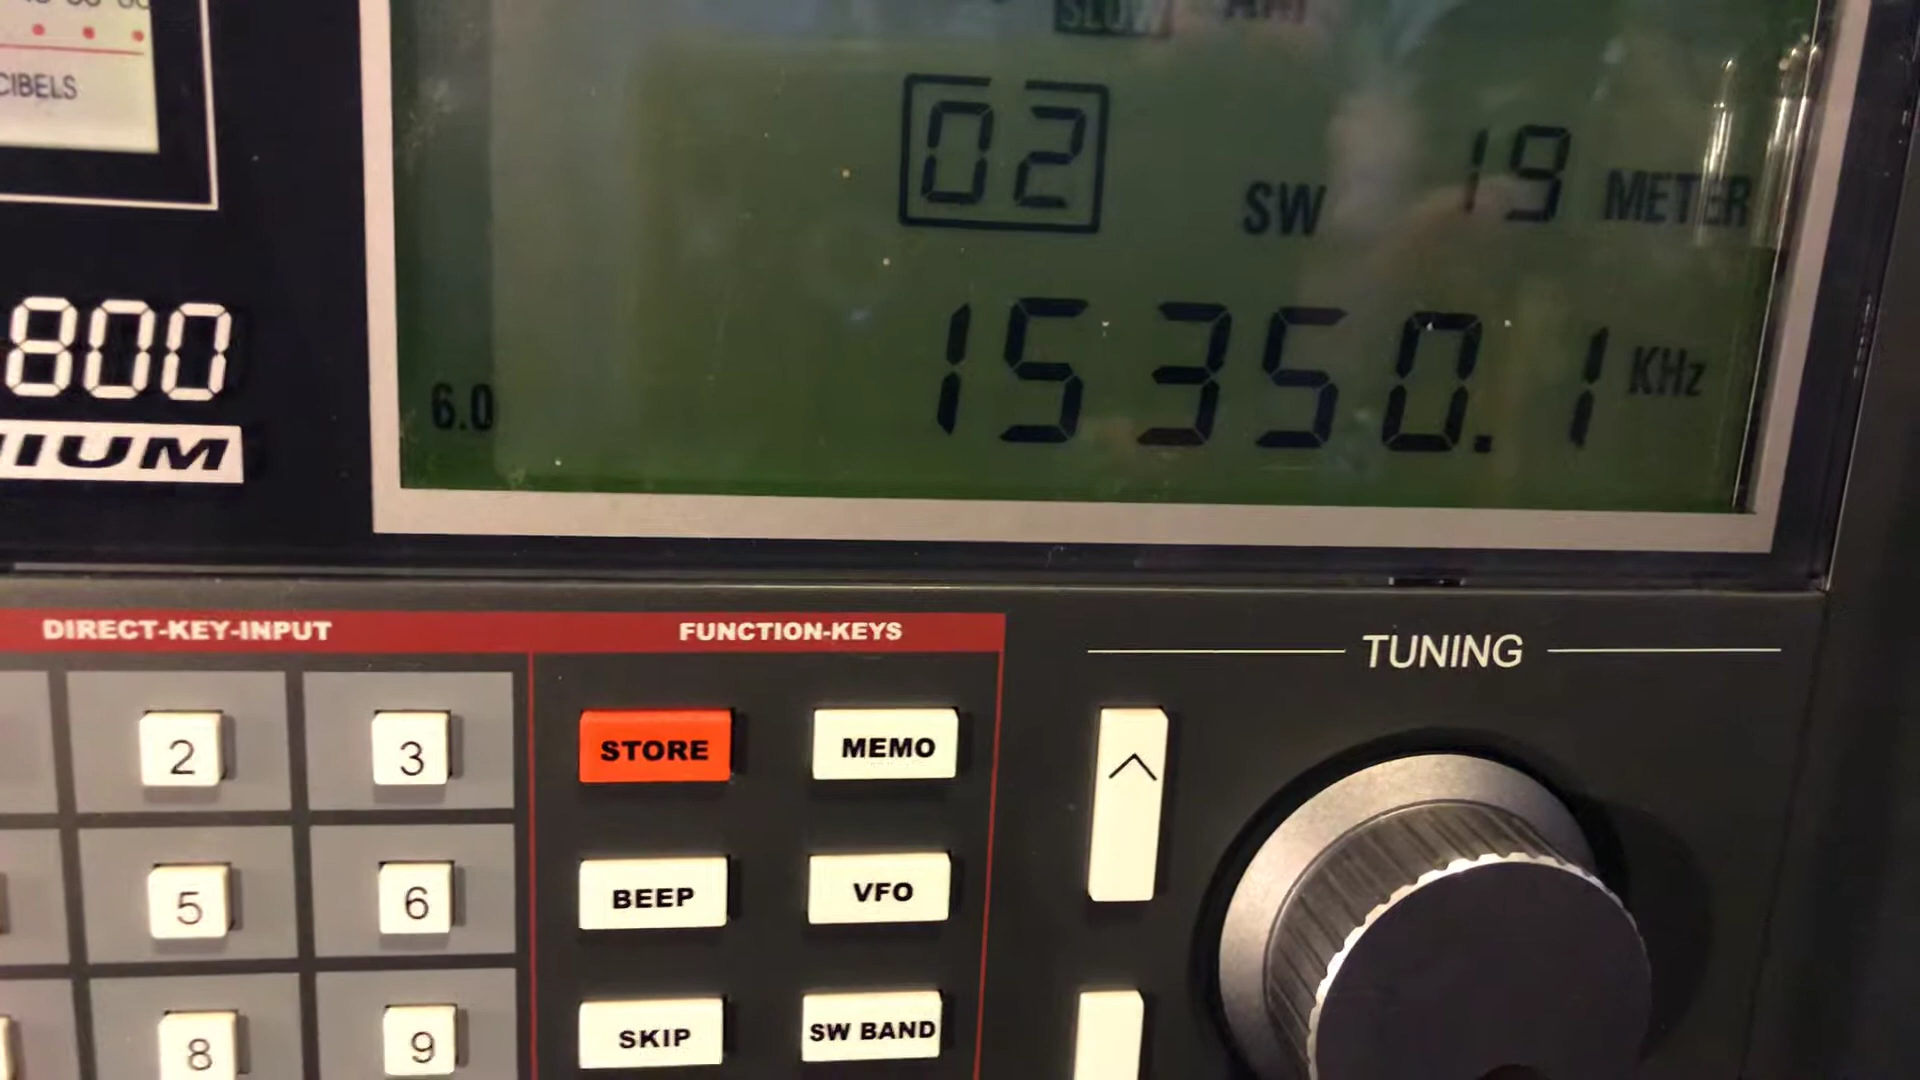 CIBELS
SLOW
02
SW 19 METER
15350.1 KHz
6.0
800
IUM
DIRECT-KEY-INPUT
FUNCTION-KEYS
TUNING
2 3 STORE MEMO
5 6 BEEP VFO
8 9 SKIP SW BAND